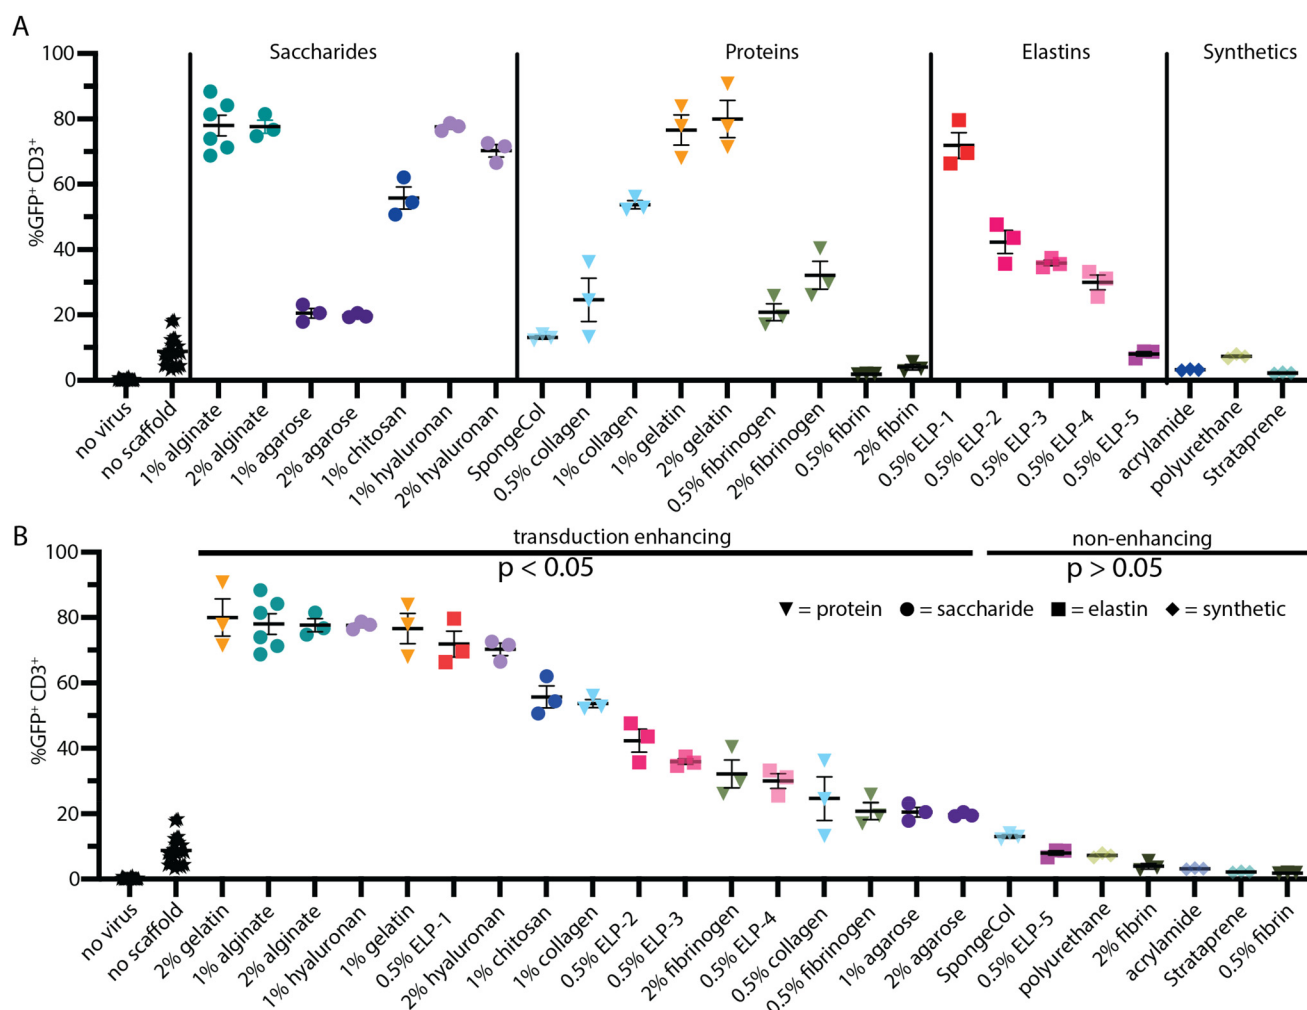 A
Saccharides
Proteins
Elastins
Synthetics
%GFP⁺ CD3⁺
100
80
60
40
20
0
no virus
no scaffold
1% alginate
2% alginate
1% agarose
2% agarose
1% chitosan
1% hyaluronan
2% hyaluronan
SpongeCol
0.5% collagen
1% collagen
1% gelatin
2% gelatin
0.5% fibrinogen
2% fibrinogen
0.5% fibrin
2% fibrin
0.5% ELP-1
0.5% ELP-2
0.5% ELP-3
0.5% ELP-4
0.5% ELP-5
acrylamide
polyurethane
Strataprene
B
transduction enhancing
non-enhancing
p < 0.05
p > 0.05
= protein
= saccharide
= elastin
= synthetic
%GFP⁺ CD3⁺
100
80
60
40
20
0
no virus
no scaffold
2% gelatin
1% alginate
2% alginate
1% hyaluronan
1% gelatin
0.5% ELP-1
2% hyaluronan
1% chitosan
1% collagen
0.5% ELP-2
0.5% ELP-3
2% fibrinogen
0.5% ELP-4
0.5% collagen
0.5% fibrinogen
1% agarose
2% agarose
SpongeCol
0.5% ELP-5
polyurethane
2% fibrin
acrylamide
Strataprene
0.5% fibrin